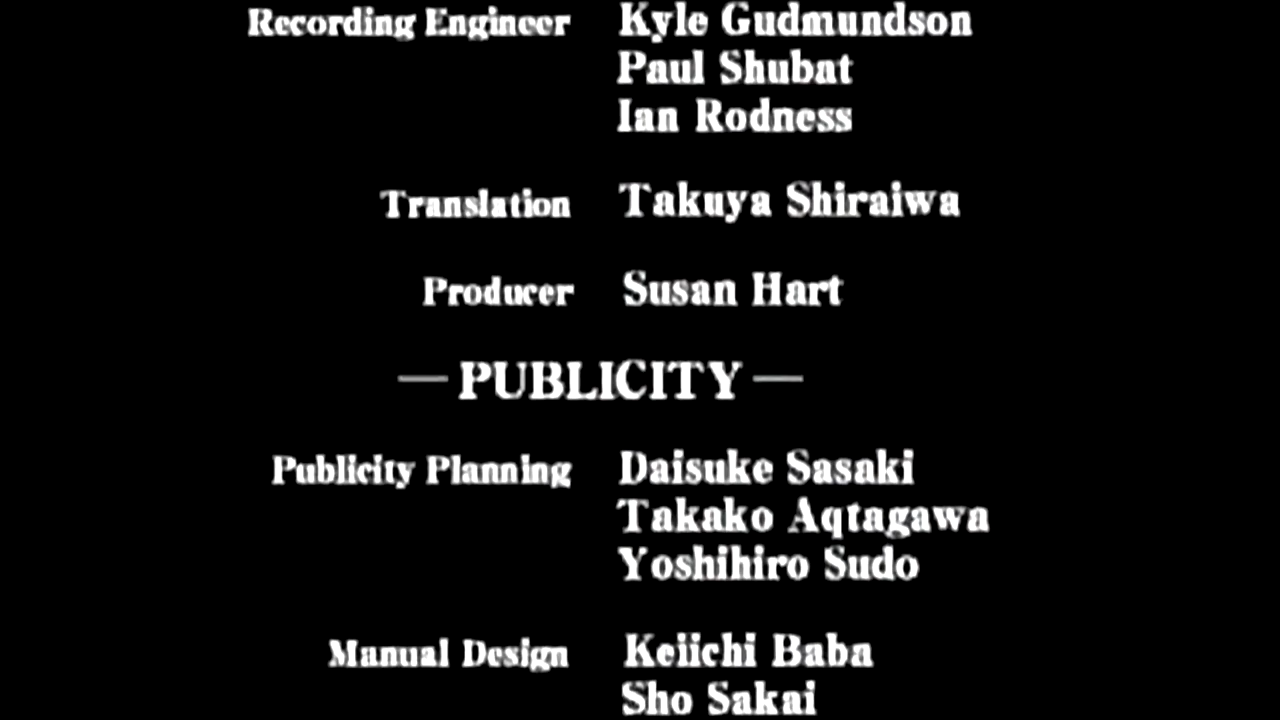 Recording Engineer Kyle Gudmundson
Paul Shubat
Ian Rodness
Translation Takuya Shiraiwa
Producer Susan Hart
— PUBLICITY —
Publicity Planning Daisuke Sasaki
Takako Aqtagawa
Yoshihiro Sudo
Manual Design Keiichi Baba
Sho Sakai